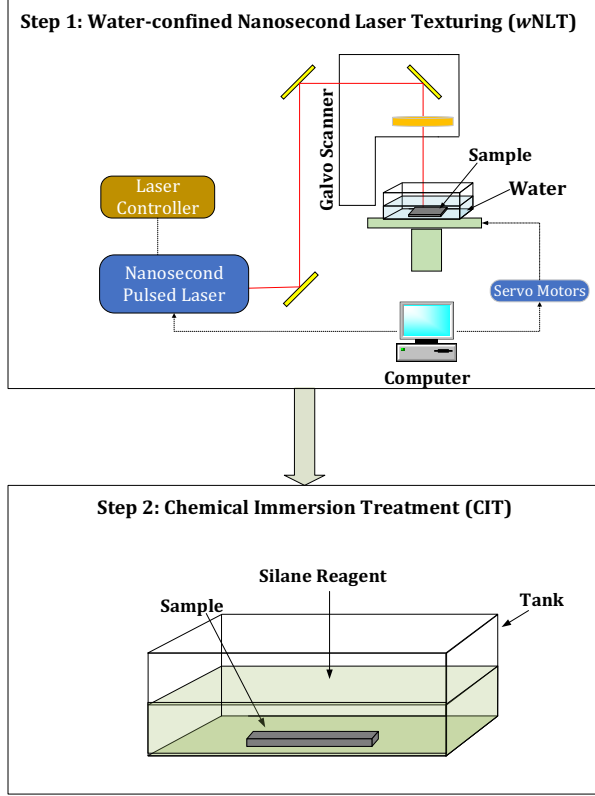 Step 1: Water-confined Nanosecond Laser Texturing (wNLT)
Galvo Scanner
Sample
Water
Laser
Controller
Nanosecond
Pulsed Laser
Servo Motors
Computer
Step 2: Chemical Immersion Treatment (CIT)
Silane Reagent
Sample
Tank